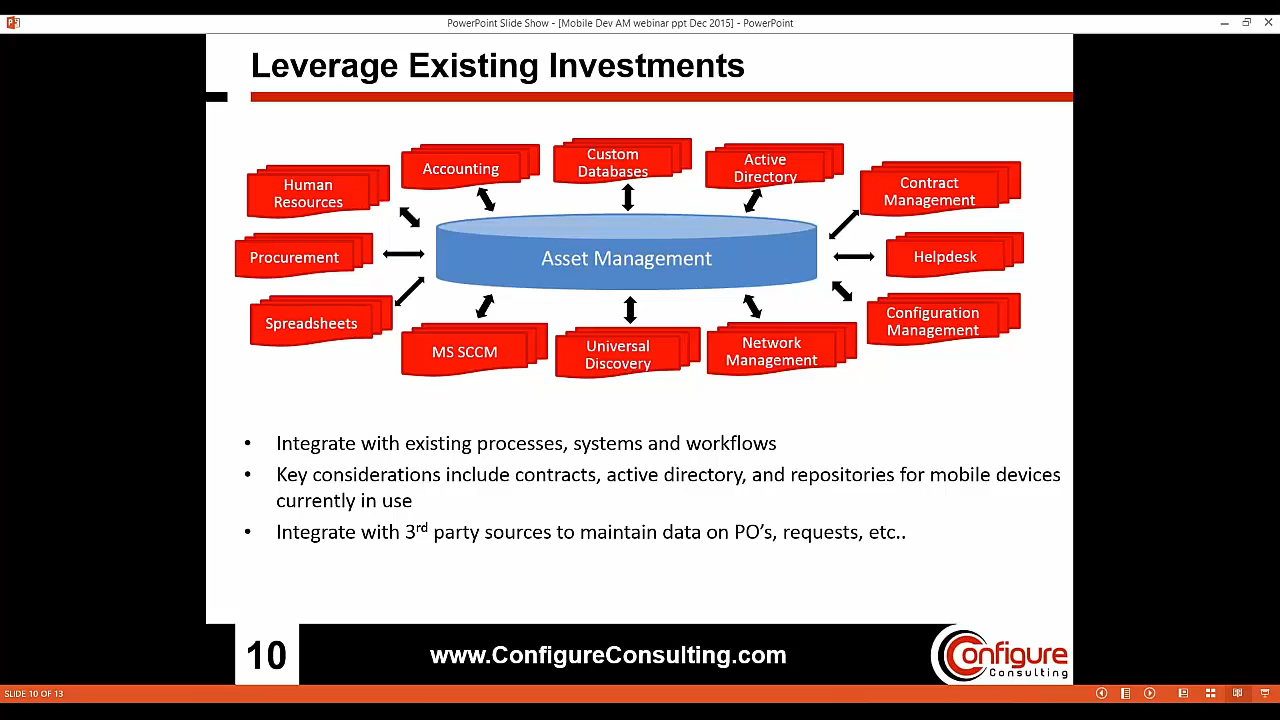 PowerPoint Slide Show - [Mobile Dev AM webinar ppt Dec 2015] - PowerPoint
Leverage Existing Investments
Human
Resources
Accounting
Custom
Databases
Active
Directory
Contract
Management
Procurement
Asset Management
Helpdesk
Spreadsheets
MS SCCM
Universal
Discovery
Network
Management
Configuration
Management
• Integrate with existing processes, systems and workflows
• Key considerations include contracts, active directory, and repositories for mobile devices
currently in use
• Integrate with 3rd party sources to maintain data on PO's, requests, etc..
10
www.ConfigureConsulting.com
Configure
Consulting
SLIDE 10 OF 13